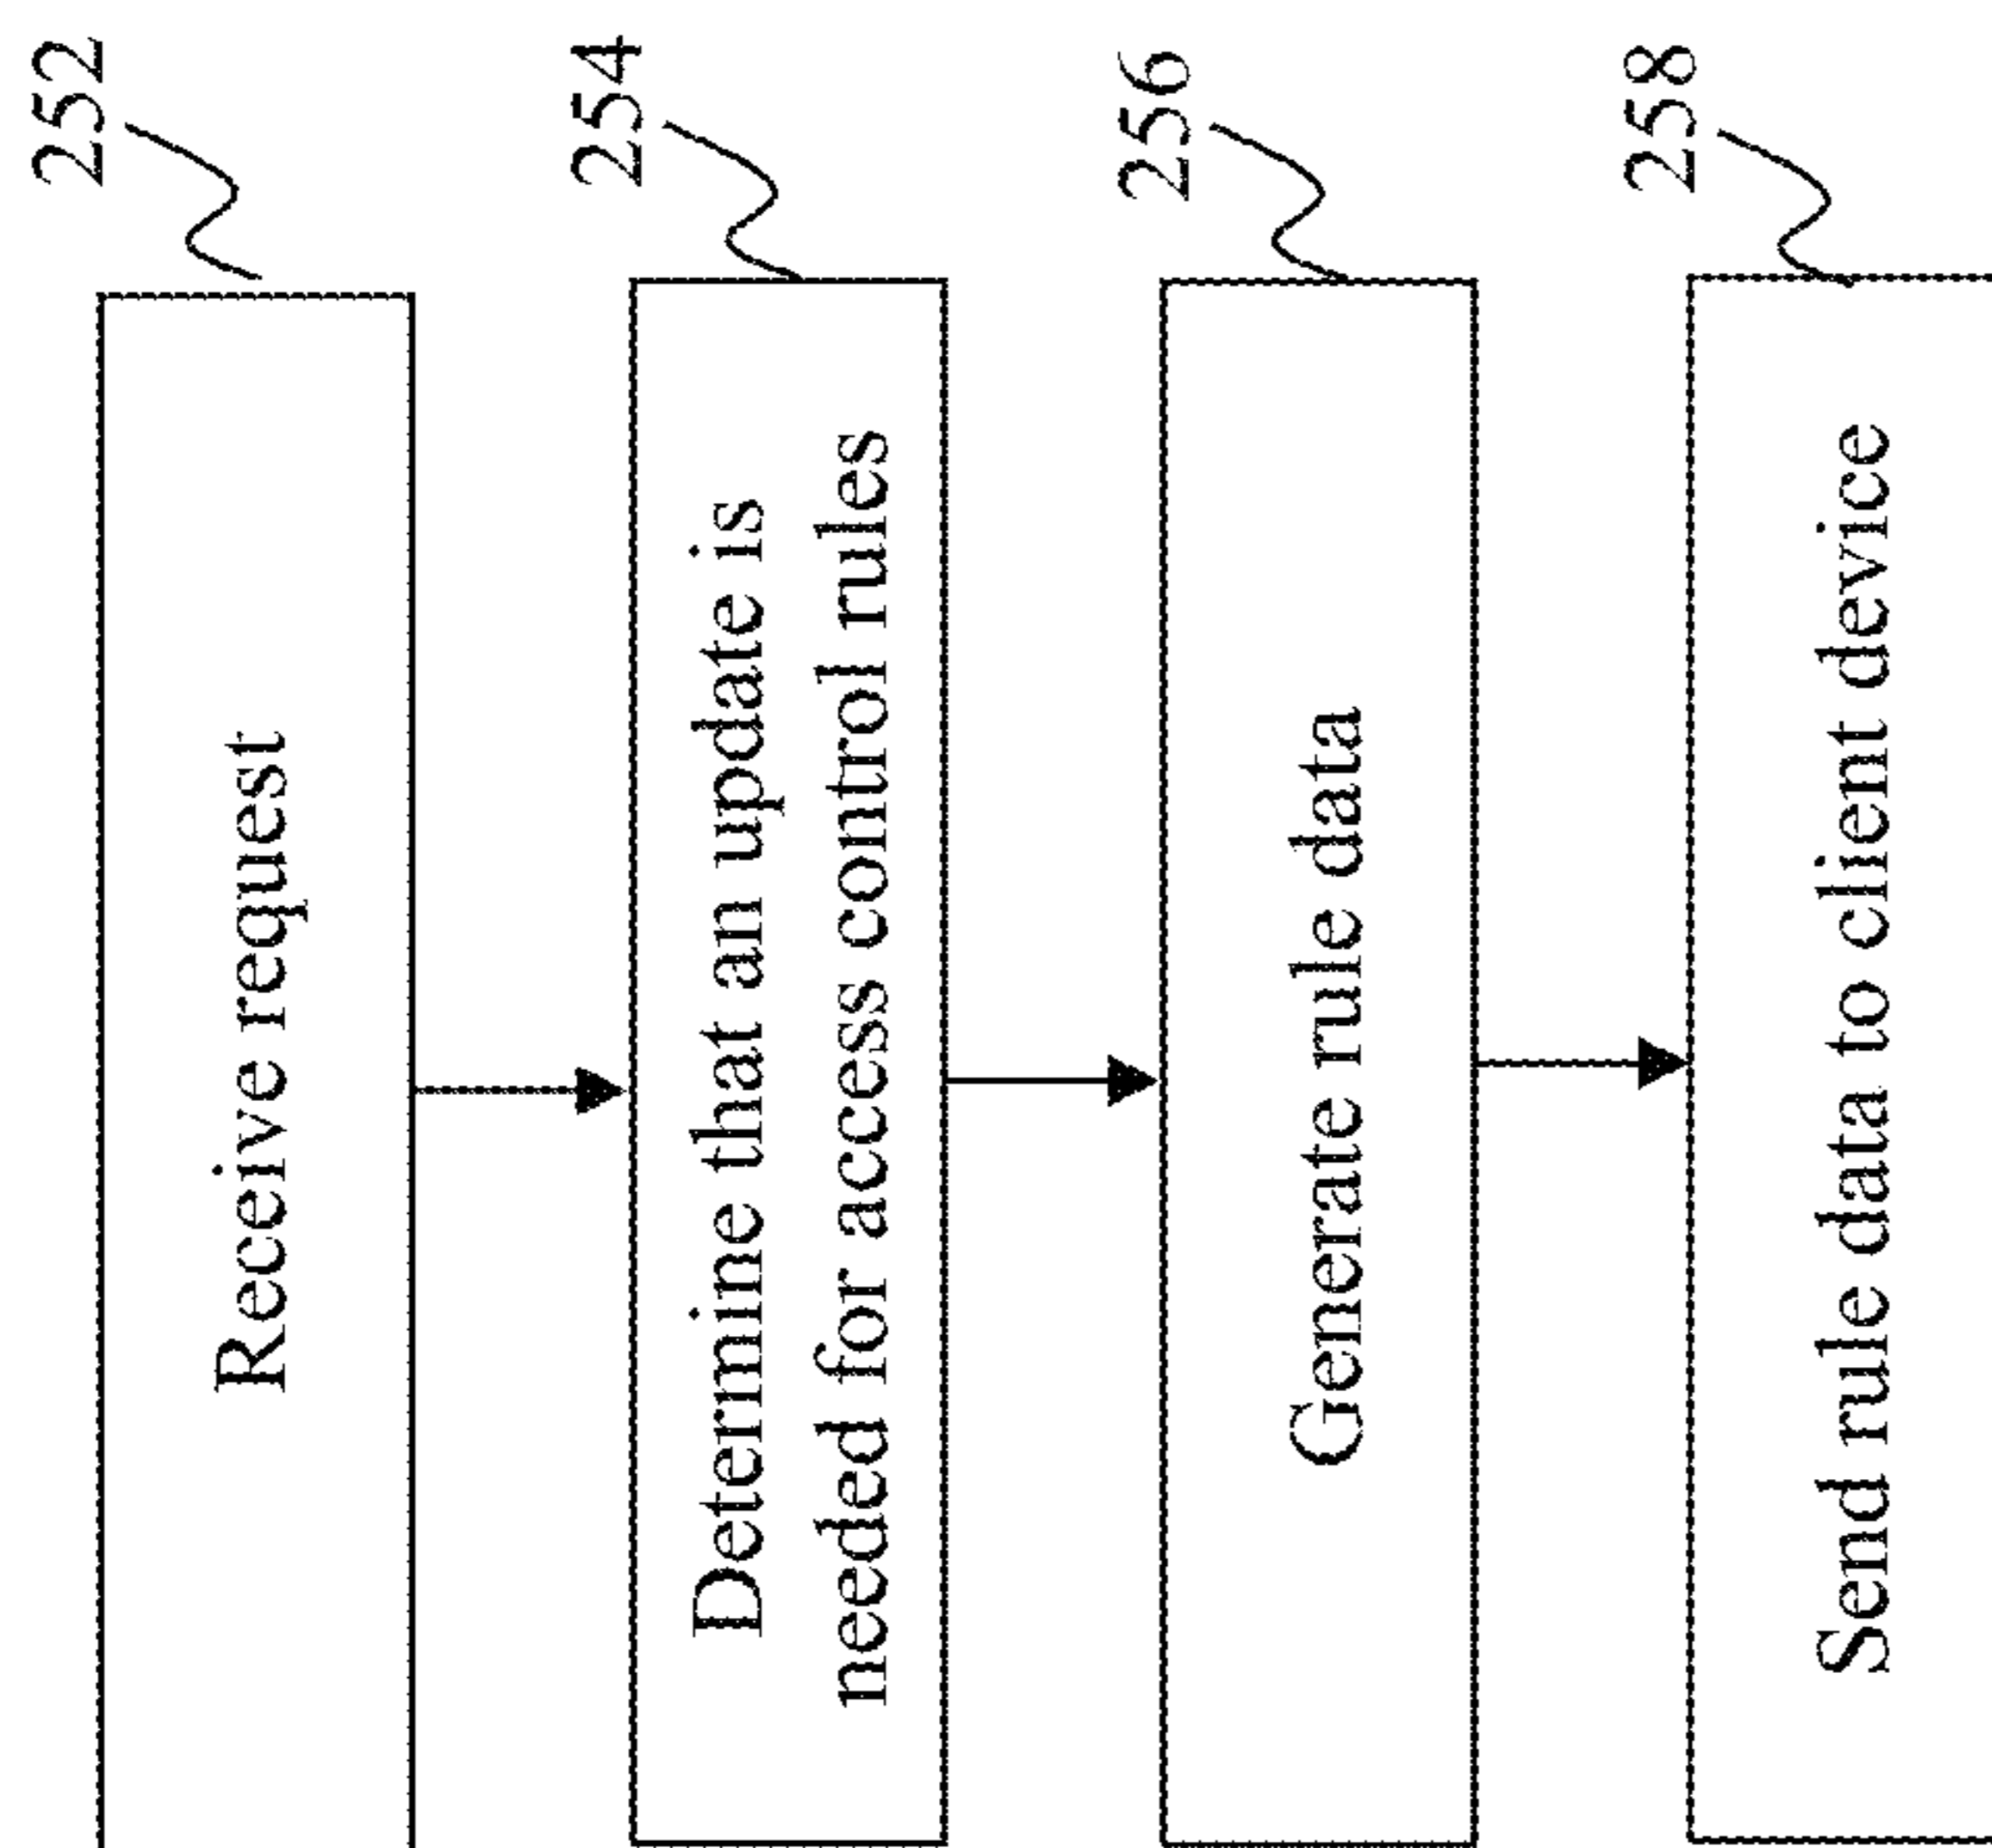 Receive request
252
Determine that an update is
needed for access control rules
254
Generate rule data
256
Send rule data to client device
258